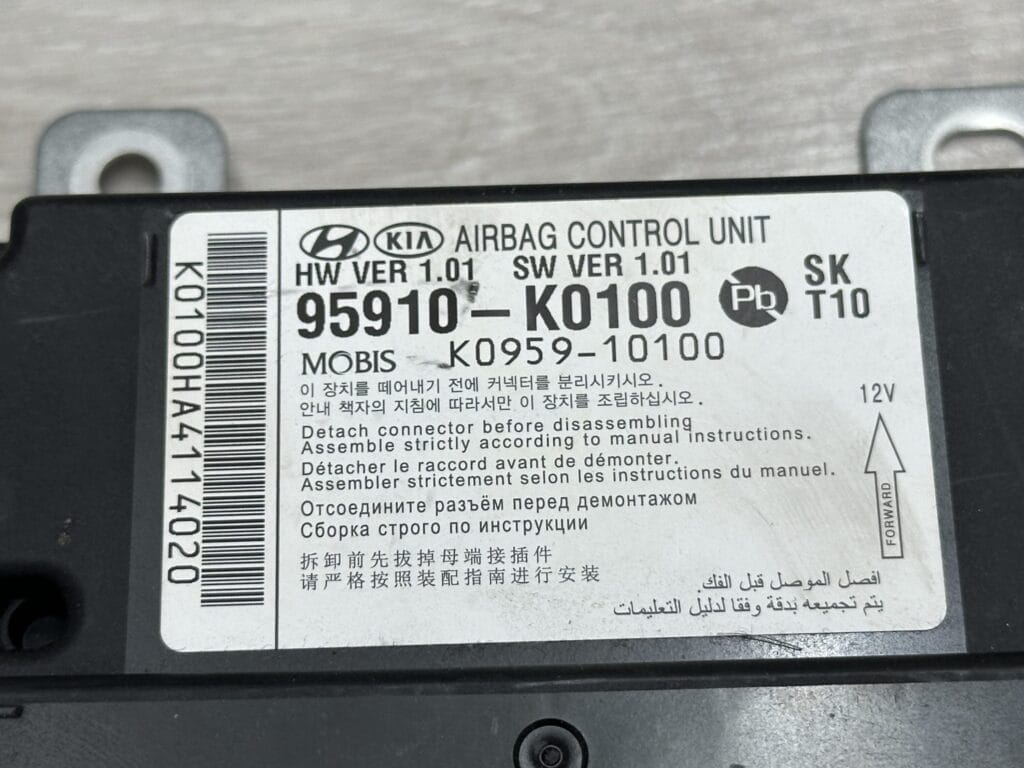 K0100HA4114020
KIA AIRBAG CONTROL UNIT
HW VER 1.01 SW VER 1.01
95910-K0100
Pb
SK
T10
MOBIS K0959-10100
이 장치를 떼어내기 전에 커넥터를 분리시키시오.
안내 책자의 지침에 따라서만 이 장치를 조립하십시오.
12V
Detach connector before disassembling
Assemble strictly according to manual instructions.
Détacher le raccord avant de démonter.
Assembler strictement selon les instructions du manuel.
FORWARD
Отсоедините разъём перед демонтажом
Сборка строго по инструкции
拆卸前先拔掉母端接插件
请严格按照装配指南进行安装
افصل الموصل قبل الفك.
يتم تجميعه بدقة وفقا لدليل التعليمات